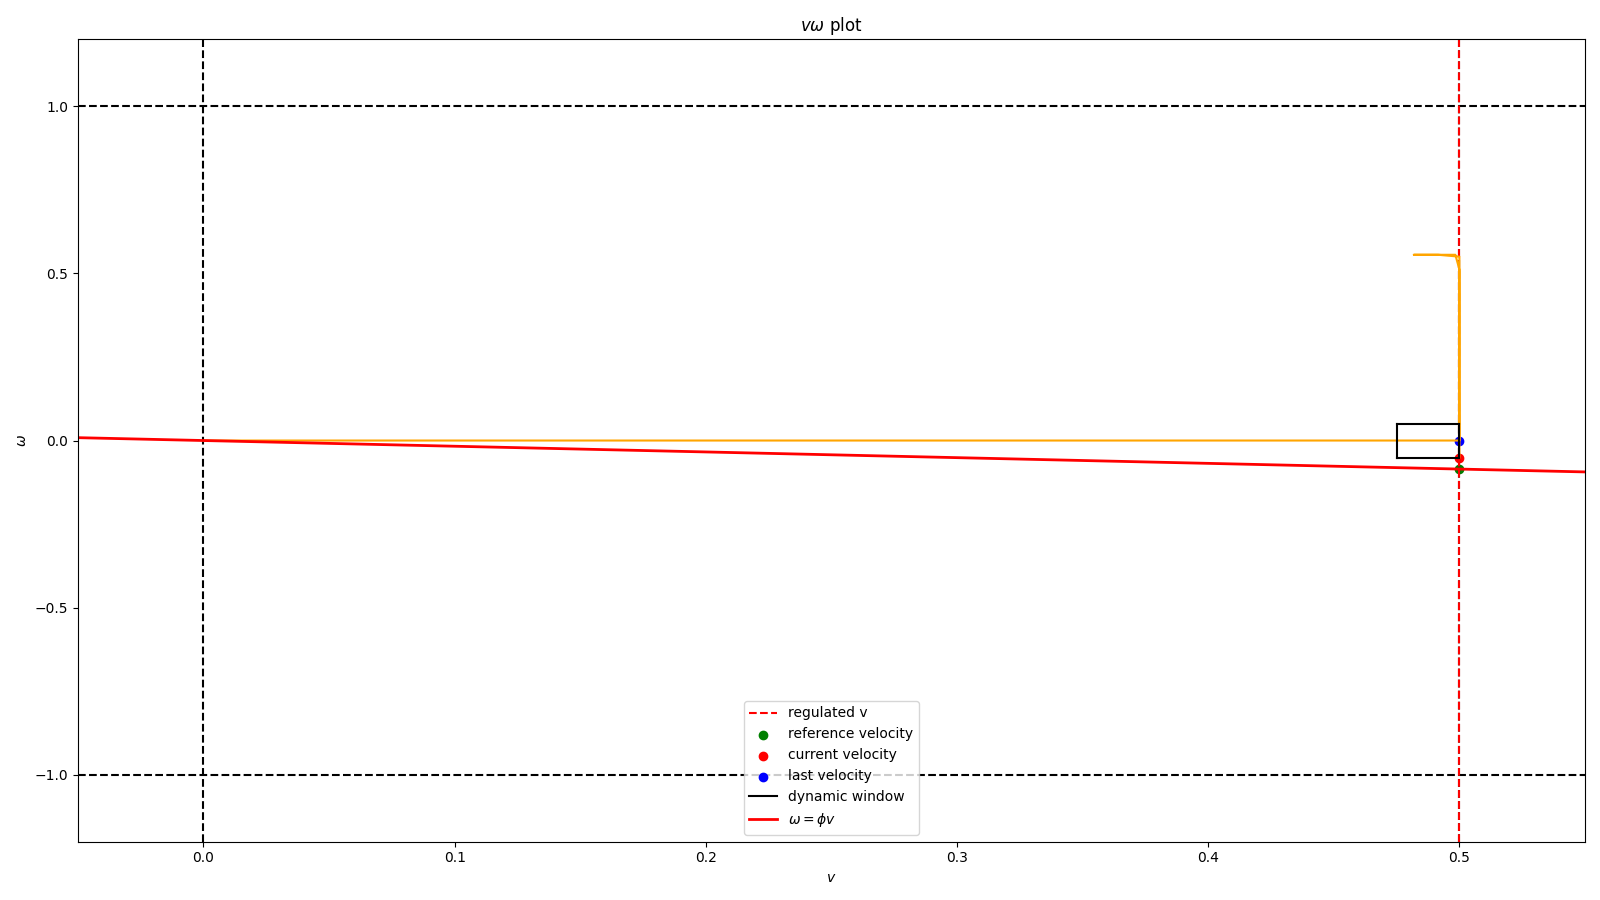 vω plot
1.0
0.5
0.0
−0.5
−1.0
ω
regulated v
reference velocity
current velocity
last velocity
dynamic window
ω = ϕv
0.0 0.1 0.2 0.3 0.4 0.5
v